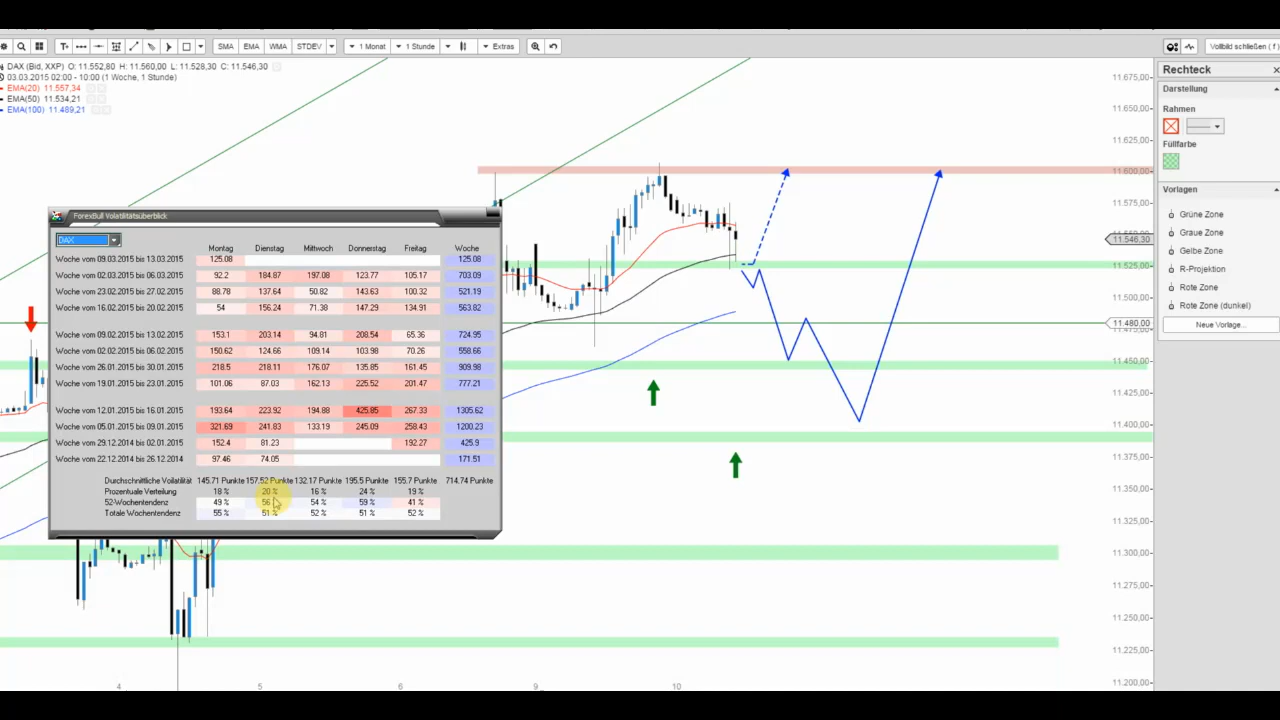 SMA EMA WMA STDEV 1 Monat 1 Stunde Extras Vollbild schließen ( f )
DAX (Bid, XXP) O: 11.552,80 H: 11.560,00 L: 11.528,30 C: 11.546,30
03.03.2015 02:00 - 10:00 (1 Woche, 1 Stunde)
EMA(20) 11.557,34
EMA(50) 11.534,21
EMA(100) 11.489,21
11.675,00
11.650,00
11.625,00
11.600,00
11.575,00
11.546,30
11.525,00
11.500,00
11.480,00
11.475,00
11.450,00
11.425,00
11.400,00
11.375,00
11.350,00
11.325,00
11.300,00
11.275,00
11.250,00
11.225,00
11.200,00
Rechteck
Darstellung
Rahmen
Füllfarbe
Vorlagen
Grüne Zone
Graue Zone
Gelbe Zone
R-Projektion
Rote Zone
Rote Zone (dunkel)
Neue Vorlage...
ForexBull Volatilitätsüberblick
DAX
Montag Dienstag Mittwoch Donnerstag Freitag Woche
Woche vom 09.03.2015 bis 13.03.2015 125.08 125.08
Woche vom 02.03.2015 bis 06.03.2015 92.2 184.87 197.08 123.77 105.17 703.09
Woche vom 23.02.2015 bis 27.02.2015 88.78 137.64 50.82 143.63 100.32 521.19
Woche vom 16.02.2015 bis 20.02.2015 54 156.24 71.38 147.29 134.91 563.82
Woche vom 09.02.2015 bis 13.02.2015 153.1 203.14 94.81 208.54 65.36 724.95
Woche vom 02.02.2015 bis 06.02.2015 150.62 124.66 109.14 103.98 70.26 558.66
Woche vom 26.01.2015 bis 30.01.2015 218.5 218.11 176.07 135.85 161.45 909.98
Woche vom 19.01.2015 bis 23.01.2015 101.06 87.03 162.13 225.52 201.47 777.21
Woche vom 12.01.2015 bis 16.01.2015 193.64 223.92 194.88 425.85 267.33 1305.62
Woche vom 05.01.2015 bis 09.01.2015 321.69 241.83 133.19 245.09 258.43 1200.23
Woche vom 29.12.2014 bis 02.01.2015 152.4 81.23 192.27 425.9
Woche vom 22.12.2014 bis 26.12.2014 97.46 74.05 171.51
Durchschnittliche Volatilität 145.71 Punkte 157.52 Punkte 132.17 Punkte 195.5 Punkte 155.7 Punkte 714.74 Punkte
Prozentuale Verteilung 18 % 20 % 16 % 24 % 19 %
52-Wochentendenz 49 % 56 54 % 59 % 41 %
Totale Wochentendenz 55 % 51 % 52 % 51 % 52 %
4 5 6 9 10